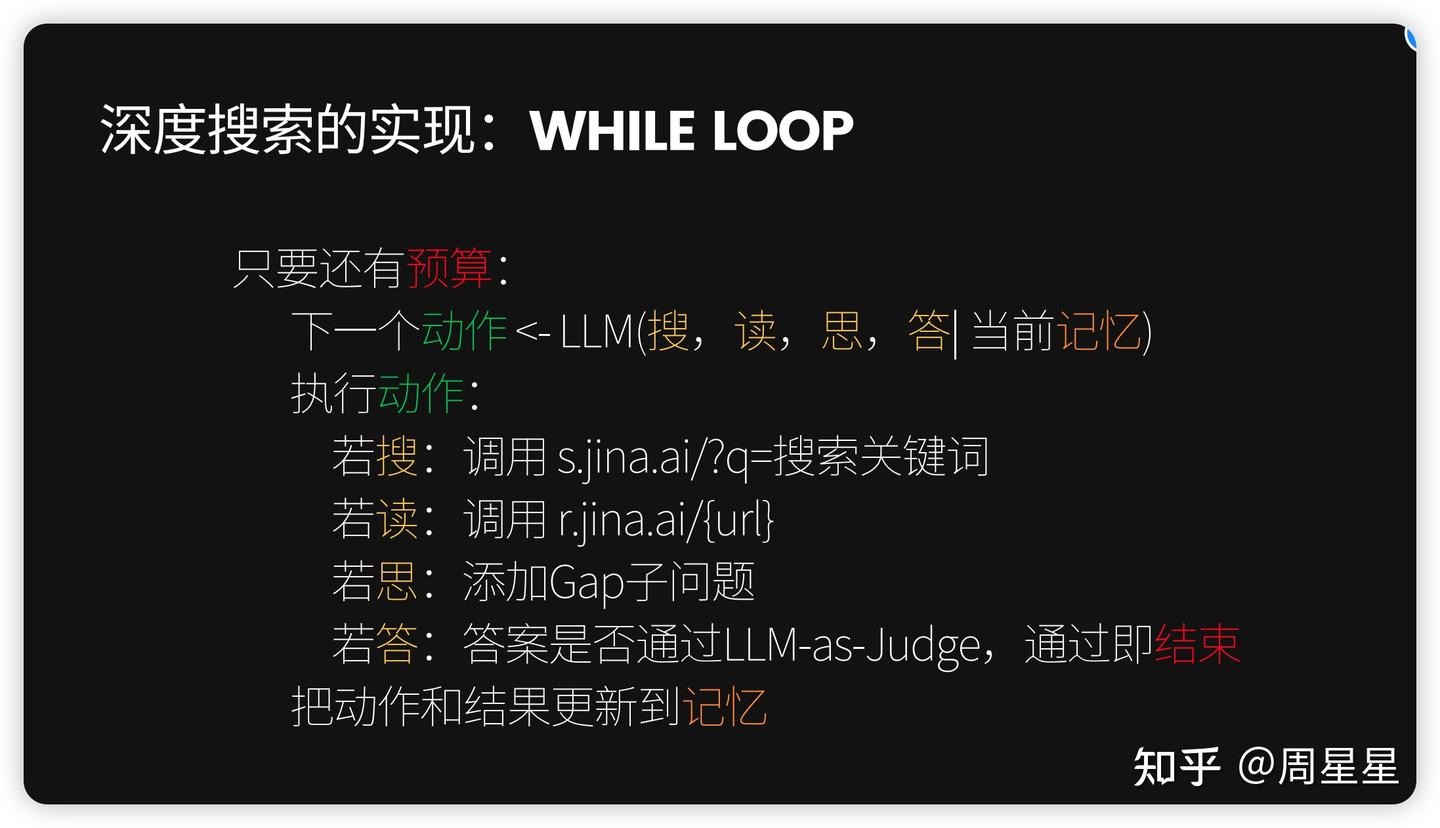 深度搜索的实现：WHILE LOOP
只要还有预算：
下一个动作 <- LLM(搜，读，思，答| 当前记忆)
执行动作：
若搜：调用 s.jina.ai/?q=搜索关键词
若读：调用 r.jina.ai/{url}
若思：添加Gap子问题
若答：答案是否通过LLM-as-Judge，通过即结束
把动作和结果更新到记忆
知乎 @周星星